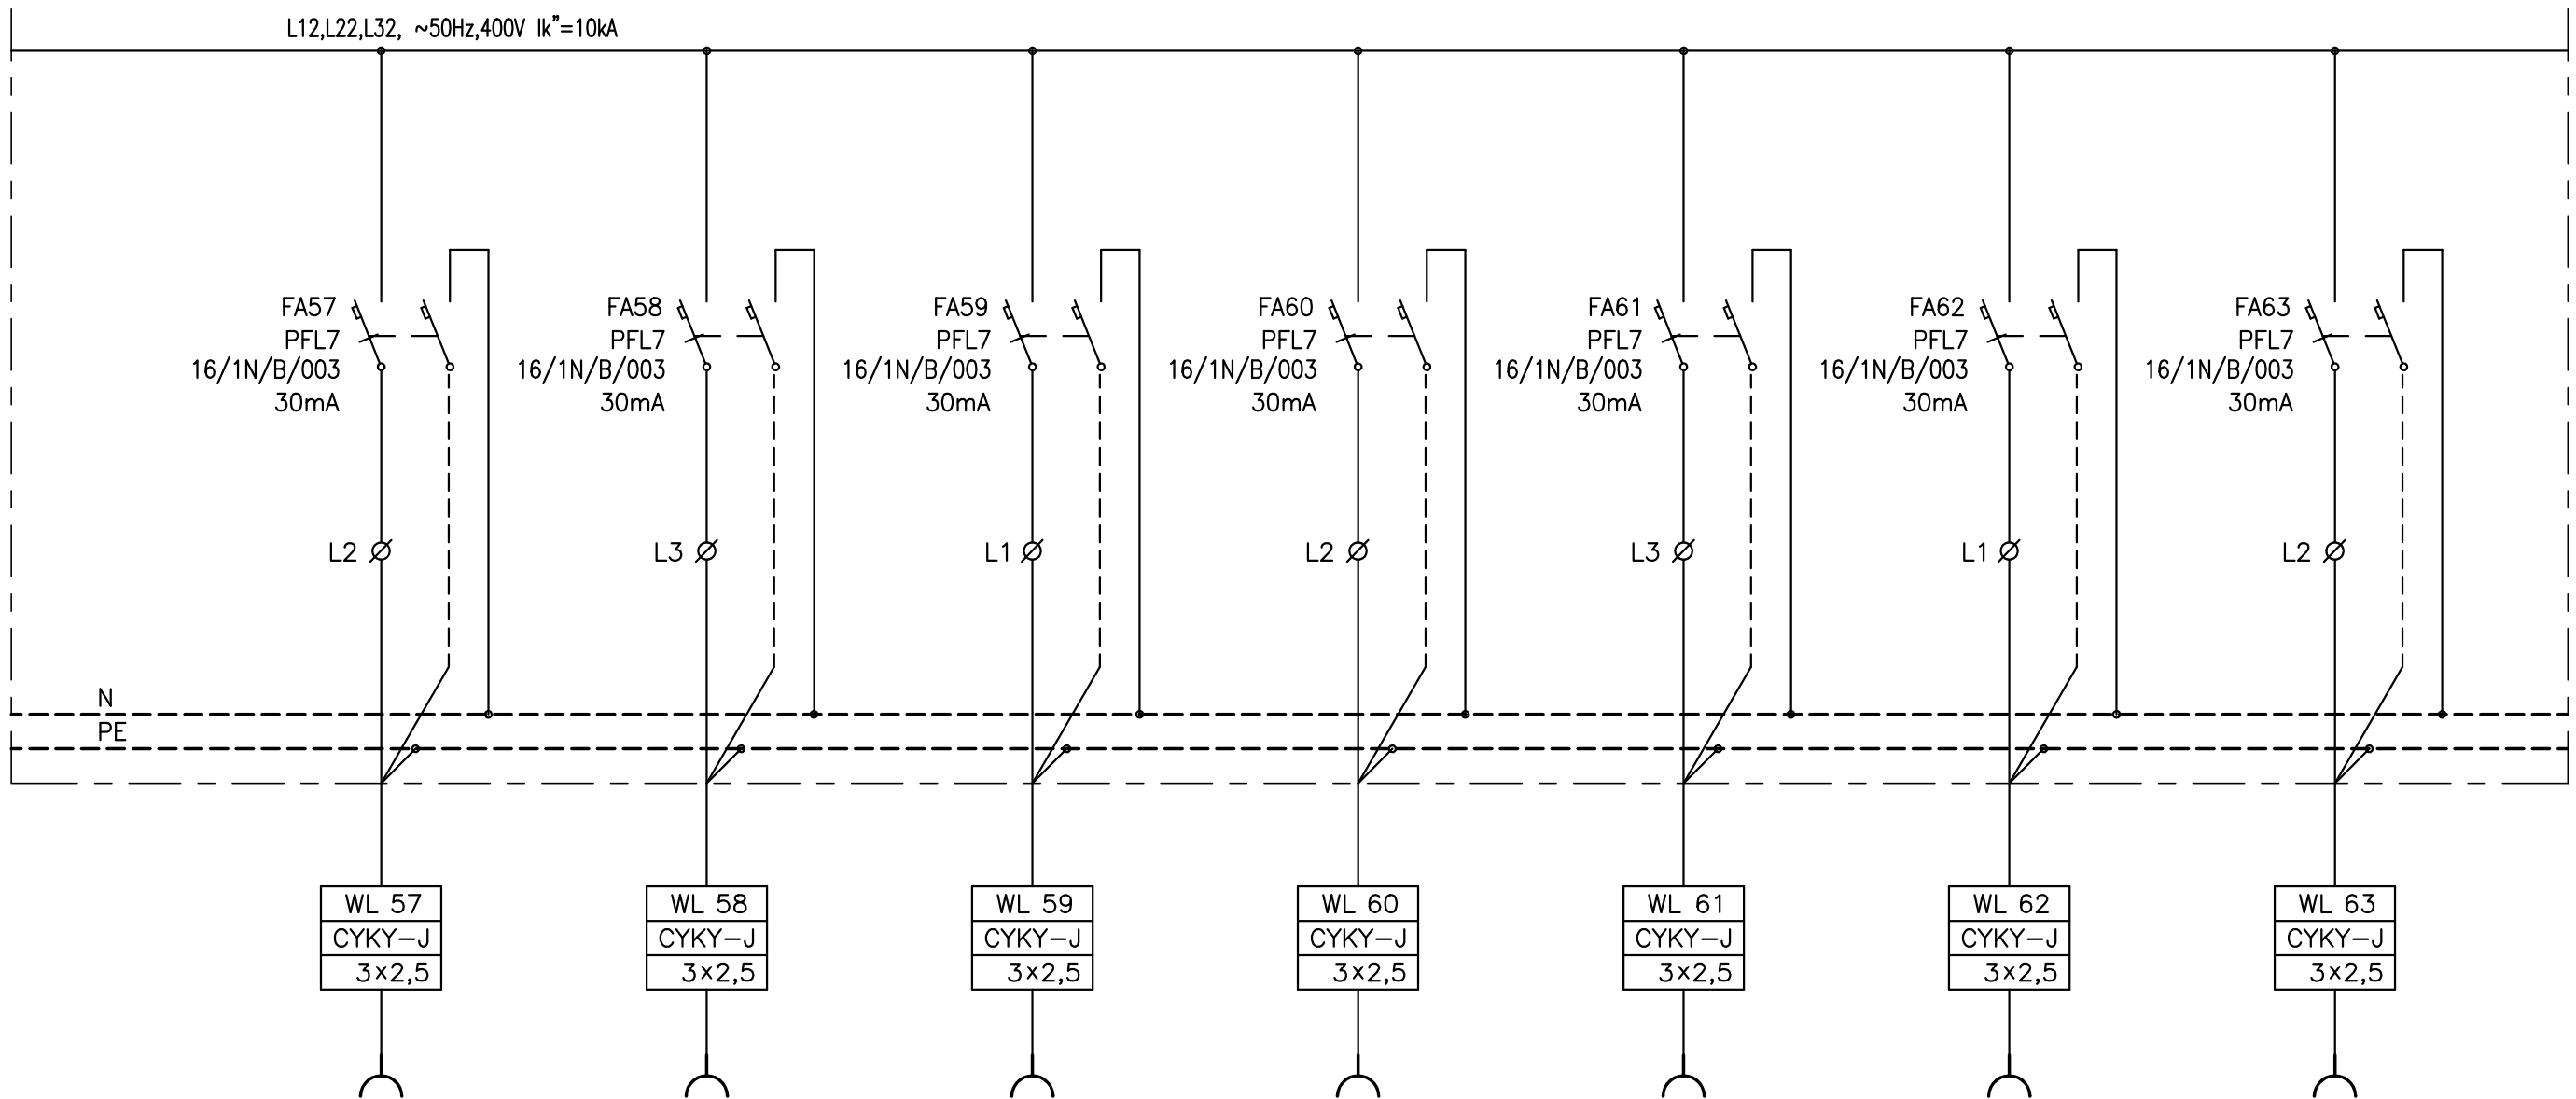 L12,L22,L32, ~50Hz,400V Ik”=10kA
FA57
PFL7
16/1N/B/003
30mA
FA58
PFL7
16/1N/B/003
30mA
FA59
PFL7
16/1N/B/003
30mA
FA60
PFL7
16/1N/B/003
30mA
FA61
PFL7
16/1N/B/003
30mA
FA62
PFL7
16/1N/B/003
30mA
FA63
PFL7
16/1N/B/003
30mA
L2
L3
L1
L2
L3
L1
L2
N
PE
WL 57
CYKY-J
3x2,5
WL 58
CYKY-J
3x2,5
WL 59
CYKY-J
3x2,5
WL 60
CYKY-J
3x2,5
WL 61
CYKY-J
3x2,5
WL 62
CYKY-J
3x2,5
WL 63
CYKY-J
3x2,5